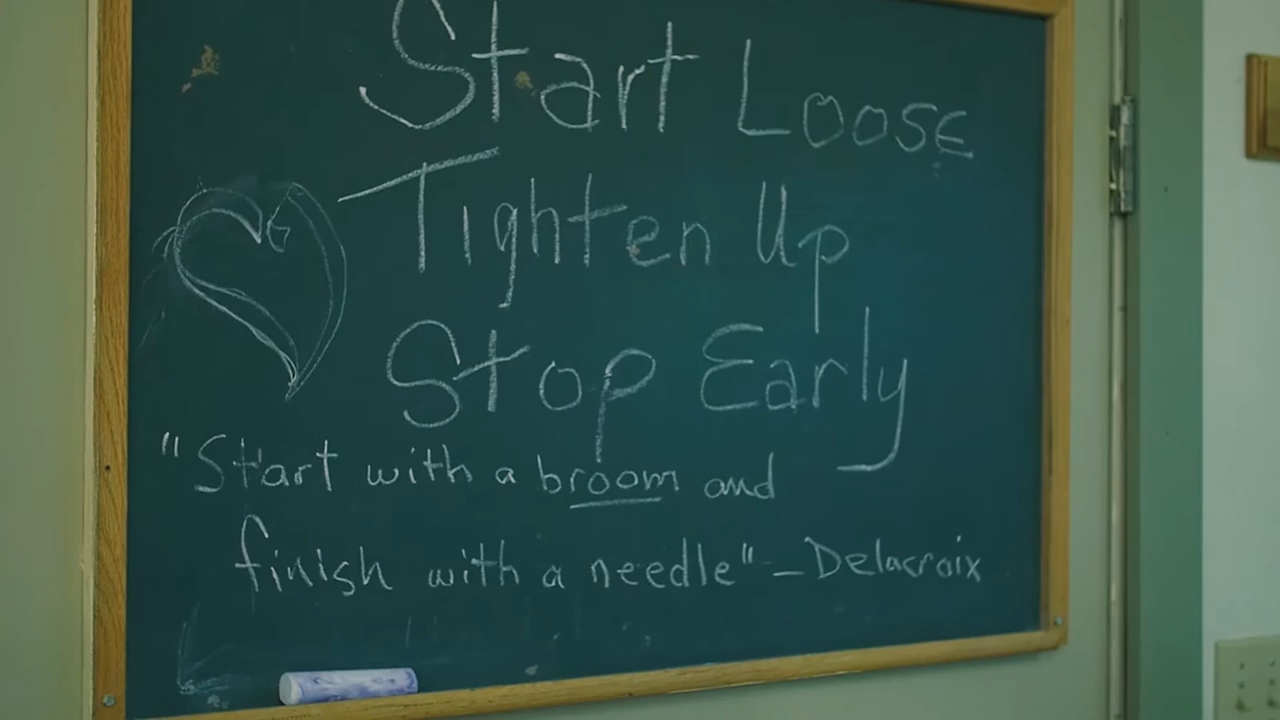 Start Loose
Tighten Up
Stop Early
"Start with a broom and
finish with a needle" - Delacroix